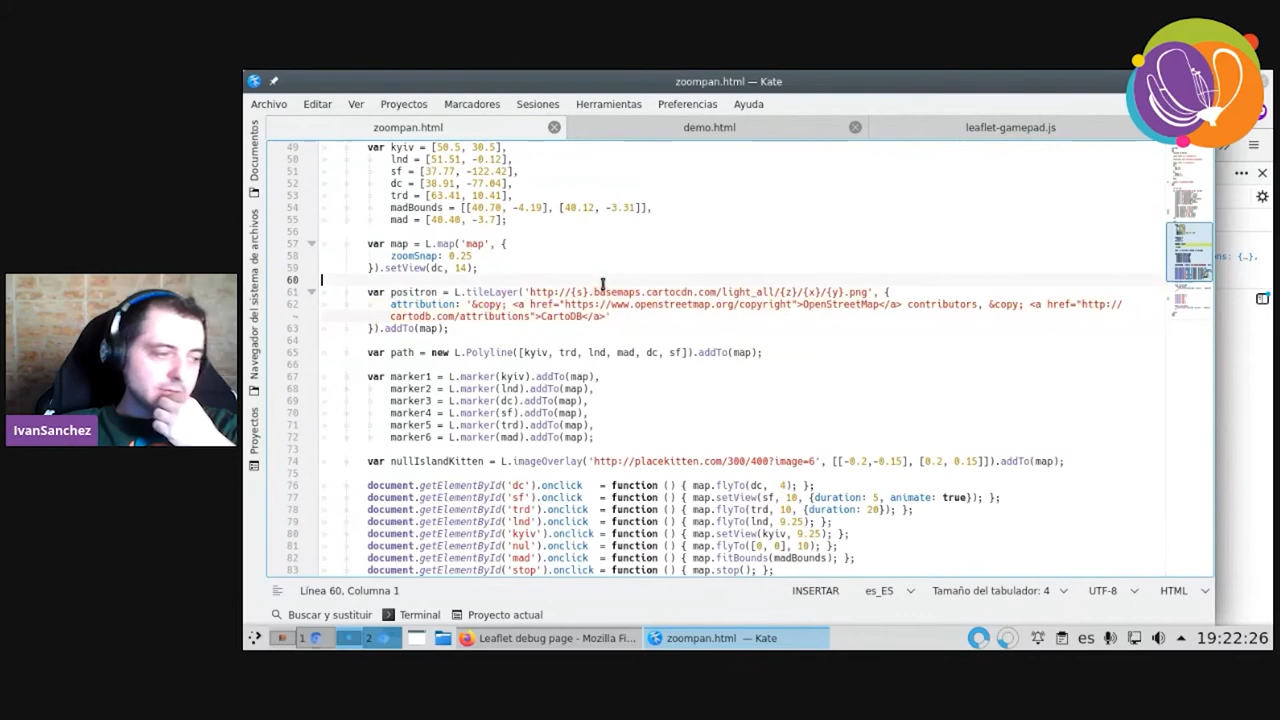 zoompan.html — Kate
Archivo Editar Ver Proyectos Marcadores Sesiones Herramientas Preferencias Ayuda
zoompan.html demo.html leaflet-gamepad.js
Documentos
Navegador del sistema de archivos
Proyectos
49 var kyiv = [50.5, 30.5],
50 lnd = [51.51, -0.12],
51 sf = [37.77, -122.42],
52 dc = [38.91, -77.04],
53 trd = [63.41, 10.41],
54 madBounds = [[40.70, -4.19], [40.12, -3.31]],
55 mad = [40.40, -3.7];
56
57 var map = L.map('map', {
58 zoomSnap: 0.25
59 }).setView(dc, 14);
60
61 var positron = L.tileLayer('http://{s}.basemaps.cartocdn.com/light_all/{z}/{x}/{y}.png', {
62 attribution: '&copy; <a href="https://www.openstreetmap.org/copyright">OpenStreetMap</a> contributors, &copy; <a href="http://
cartodb.com/attributions">CartoDB</a>'
63 }).addTo(map);
64
65 var path = new L.Polyline([kyiv, trd, lnd, mad, dc, sf]).addTo(map);
66
67 var marker1 = L.marker(kyiv).addTo(map),
68 marker2 = L.marker(lnd).addTo(map),
69 marker3 = L.marker(dc).addTo(map),
70 marker4 = L.marker(sf).addTo(map),
71 marker5 = L.marker(trd).addTo(map),
72 marker6 = L.marker(mad).addTo(map);
73
74 var nullIslandKitten = L.imageOverlay('http://placekitten.com/300/400?image=6', [[-0.2,-0.15], [0.2, 0.15]]).addTo(map);
75
76 document.getElementById('dc').onclick = function () { map.flyTo(dc, 4); };
77 document.getElementById('sf').onclick = function () { map.setView(sf, 10, {duration: 5, animate: true}); };
78 document.getElementById('trd').onclick = function () { map.flyTo(trd, 10, {duration: 20}); };
79 document.getElementById('lnd').onclick = function () { map.flyTo(lnd, 9.25); };
80 document.getElementById('kyiv').onclick = function () { map.setView(kyiv, 9.25); };
81 document.getElementById('nul').onclick = function () { map.flyTo([0, 0], 10); };
82 document.getElementById('mad').onclick = function () { map.fitBounds(madBounds); };
83 document.getElementById('stop').onclick = function () { map.stop(); };
IvanSanchez
Línea 60, Columna 1 INSERTAR es_ES Tamaño del tabulador: 4 UTF-8 HTML
Buscar y sustituir Terminal Proyecto actual
1 2 Leaflet debug page - Mozilla Fi... zoompan.html — Kate es 19:22:26